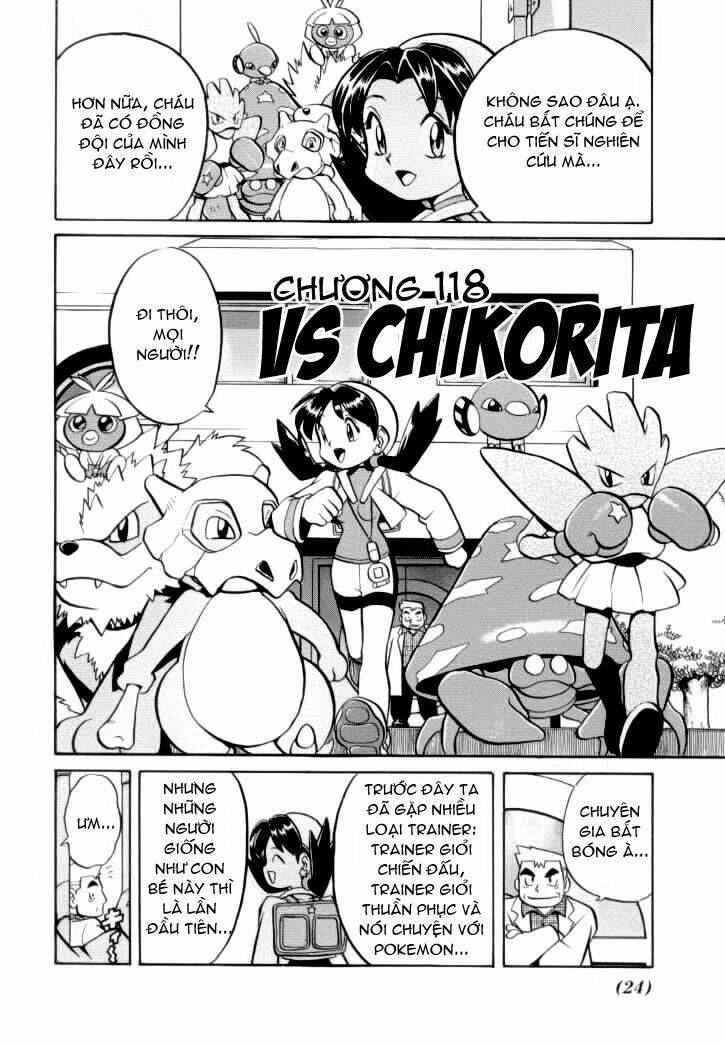 KHÔNG SAO ĐÂU Ạ.
CHÁU BẮT CHÚNG ĐỂ
CHO TIẾN SĨ NGHIÊN
CỨU MÀ...
HƠN NỮA, CHÁU
ĐÃ CÓ ĐỒNG
ĐỘI CỦA MÌNH
ĐÂY RỒI...
CHƯƠNG 118
VS CHIKORITA
ĐI THÔI,
MỌI
NGƯỜI!!
CHUYÊN
GIA BẮT
BÓNG À...
TRƯỚC ĐÂY TA
ĐÃ GẶP NHIỀU
LOẠI TRAINER:
TRAINER GIỎI
CHIẾN ĐẤU,
TRAINER GIỎI
THUẦN PHỤC VÀ
NÓI CHUYỆN VỚI
POKEMON...
NHƯNG
NHỮNG
NGƯỜI
GIỐNG
NHƯ CON
BÉ NÀY THÌ
LÀ LẦN
ĐẦU TIÊN...
ƯM...
(24)